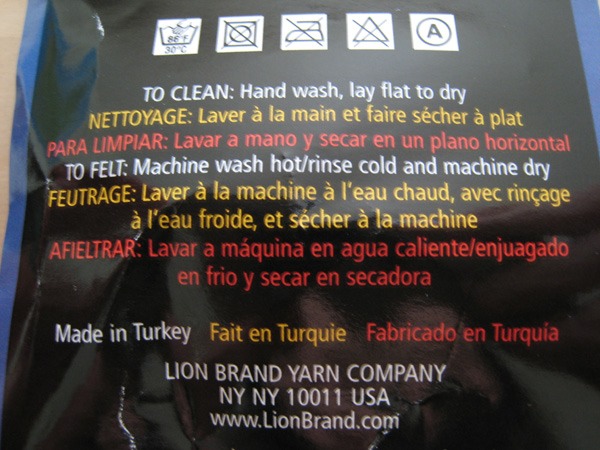 86°F
30°C
A
TO CLEAN: Hand wash, lay flat to dry
NETTOYAGE: Laver à la main et faire sécher à plat
PARA LIMPIAR: Lavar a mano y secar en un plano horizontal
TO FELT: Machine wash hot/rinse cold and machine dry
FEUTRAGE: Laver à la machine à l'eau chaud, avec rinçage
à l'eau froide, et sécher à la machine
AFIELTRAR: Lavar a máquina en agua caliente/enjuagado
en frio y secar en secadora
Made in Turkey Fait en Turquie Fabricado en Turquía
LION BRAND YARN COMPANY
NY NY 10011 USA
www.LionBrand.com